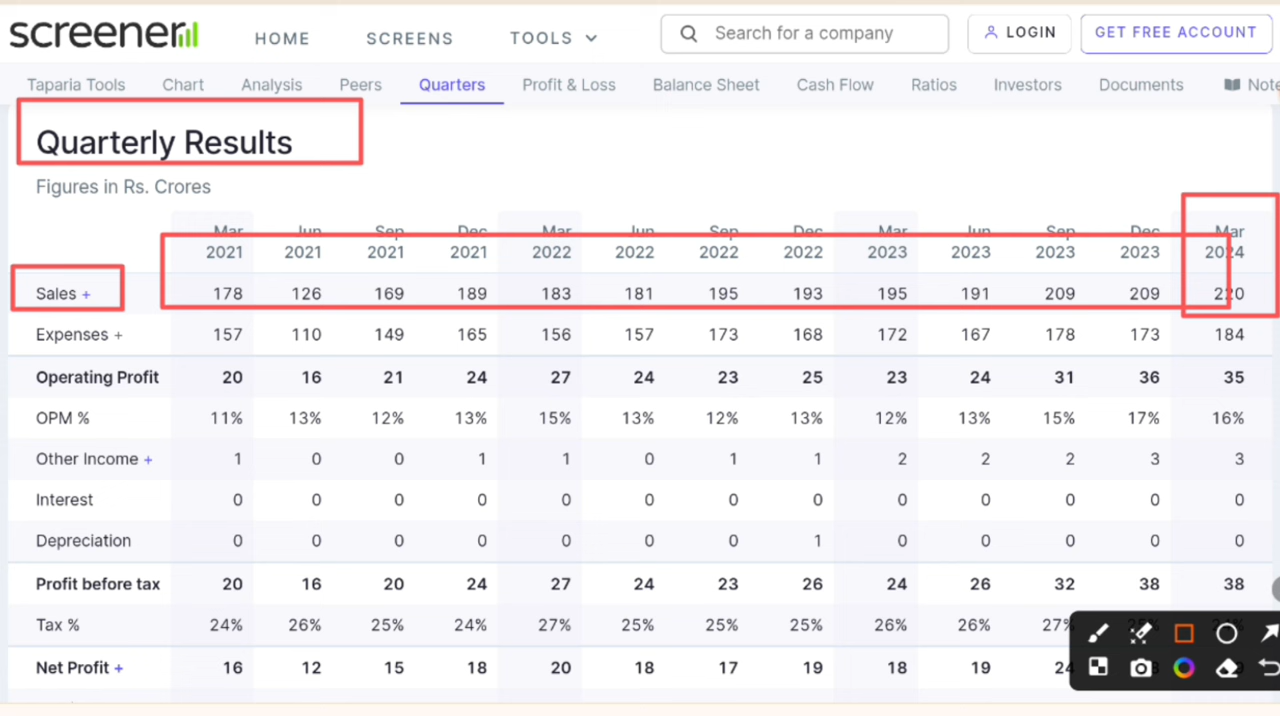 screener
HOME SCREENS TOOLS Search for a company LOGIN GET FREE ACCOUNT
Taparia Tools Chart Analysis Peers Quarters Profit & Loss Balance Sheet Cash Flow Ratios Investors Documents
Quarterly Results
Figures in Rs. Crores
Mar Jun Sep Dec Mar Jun Sep Dec Mar Jun Sep Dec Mar
2021 2021 2021 2021 2022 2022 2022 2022 2023 2023 2023 2023 2024
Sales + 178 126 169 189 183 181 195 193 195 191 209 209 220
Expenses + 157 110 149 165 156 157 173 168 172 167 178 173 184
Operating Profit 20 16 21 24 27 24 23 25 23 24 31 36 35
OPM % 11% 13% 12% 13% 15% 13% 12% 13% 12% 13% 15% 17% 16%
Other Income + 1 0 0 1 1 0 1 1 2 2 2 3 3
Interest 0 0 0 0 0 0 0 0 0 0 0 0 0
Depreciation 0 0 0 0 0 0 0 1 0 0 0 0 0
Profit before tax 20 16 20 24 27 24 23 26 24 26 32 38 38
Tax % 24% 26% 25% 24% 27% 25% 25% 25% 26% 26% 27%
Net Profit + 16 12 15 18 20 18 17 19 18 19 24